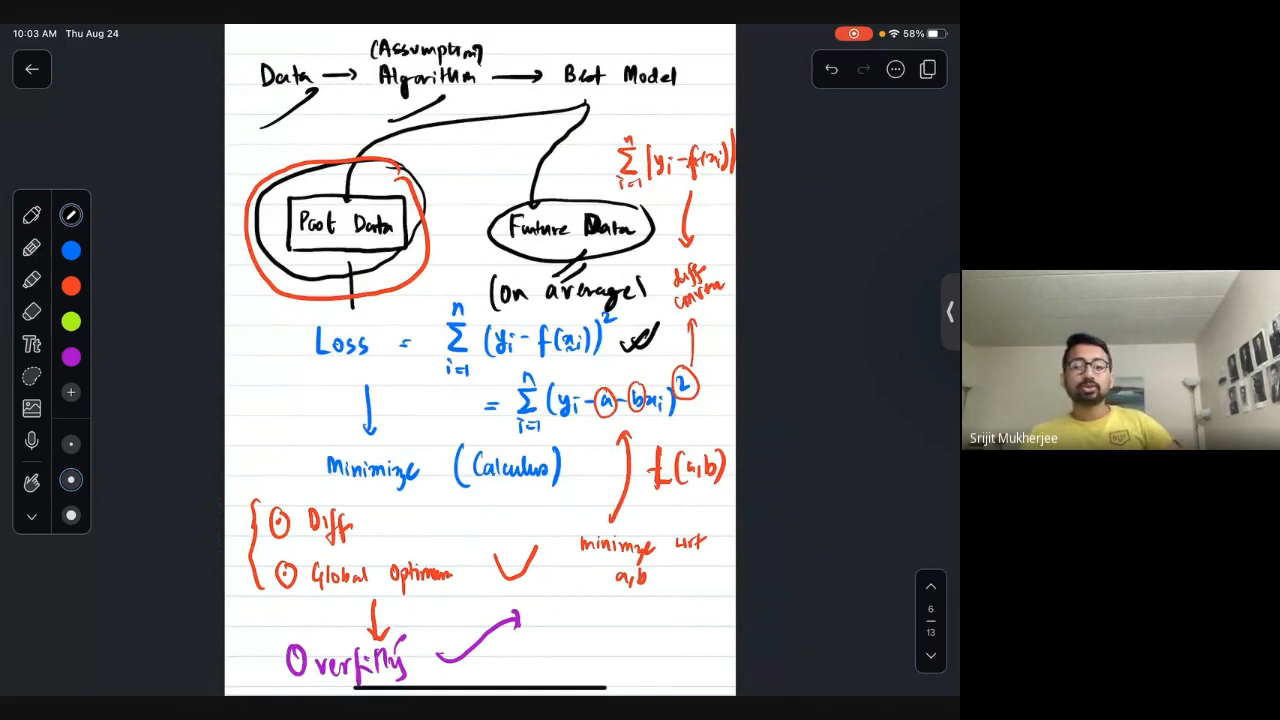 10:03 AM Thu Aug 24
58%
(Assumption)
Data → Algorithm → Best Model
n
Σ |yi - f(xi)|
i=1
Past Data
Future Data
(on average)
diff
convex
Loss = Σ (yi - f(xi))²
n
i=1
= Σ (yi - a - bxi)²
n
i=1
minimize (Calculus)
f(a,b)
Diff
minimize wrt
a,b
Global Optimum
Tt
6
13
Srijit Mukherjee